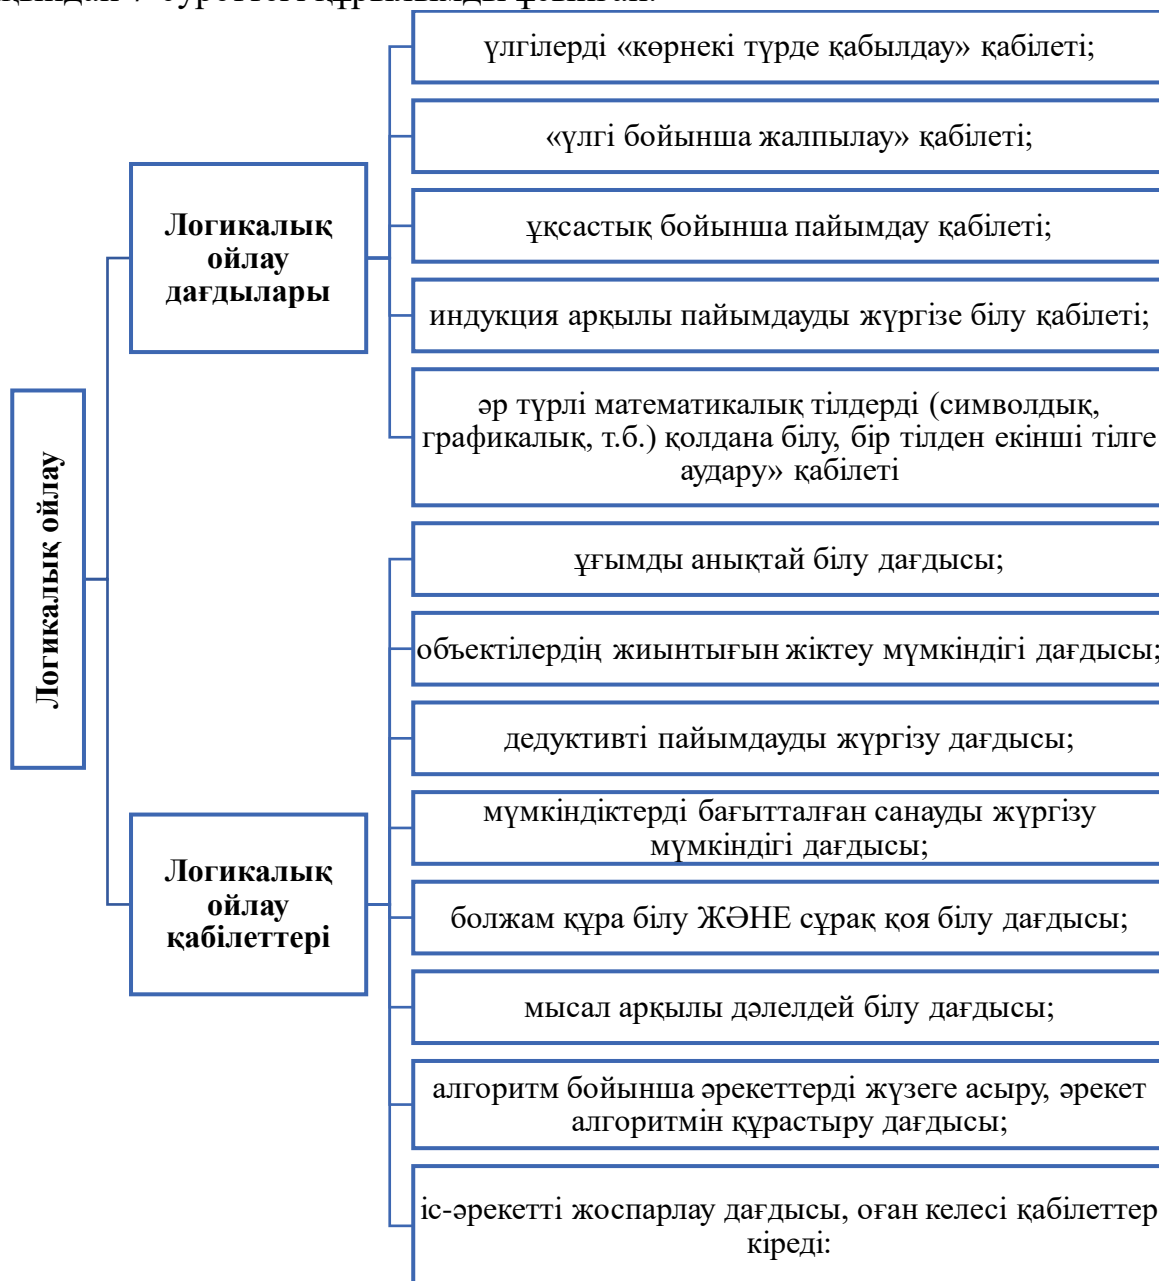 үлгілерді «көрнекі түрде қабылдау» қабілеті;
«үлгі бойынша жалпылау» қабілеті;
Логикалық
ойлау
дағдылары
ұқсастық бойынша пайымдау қабілеті;
индукция арқылы пайымдауды жүргізе білу қабілеті;
әр түрлі математикалық тілдерді (символдық,
графикалық, т.б.) қолдана білу, бір тілден екінші тілге
аудару» қабілеті
Логикалық ойлау
ұғымды анықтай білу дағдысы;
объектілердің жиынтығын жіктеу мүмкіндігі дағдысы;
дедуктивті пайымдауды жүргізу дағдысы;
мүмкіндіктерді бағытталған санауды жүргізу
мүмкіндігі дағдысы;
Логикалық
ойлау
қабілеттері
болжам құра білу ЖӘНЕ сұрақ қоя білу дағдысы;
мысал арқылы дәлелдей білу дағдысы;
алгоритм бойынша әрекеттерді жүзеге асыру, әрекет
алгоритмін құрастыру дағдысы;
іс-әрекетті жоспарлау дағдысы, оған келесі қабілеттер
кіреді: